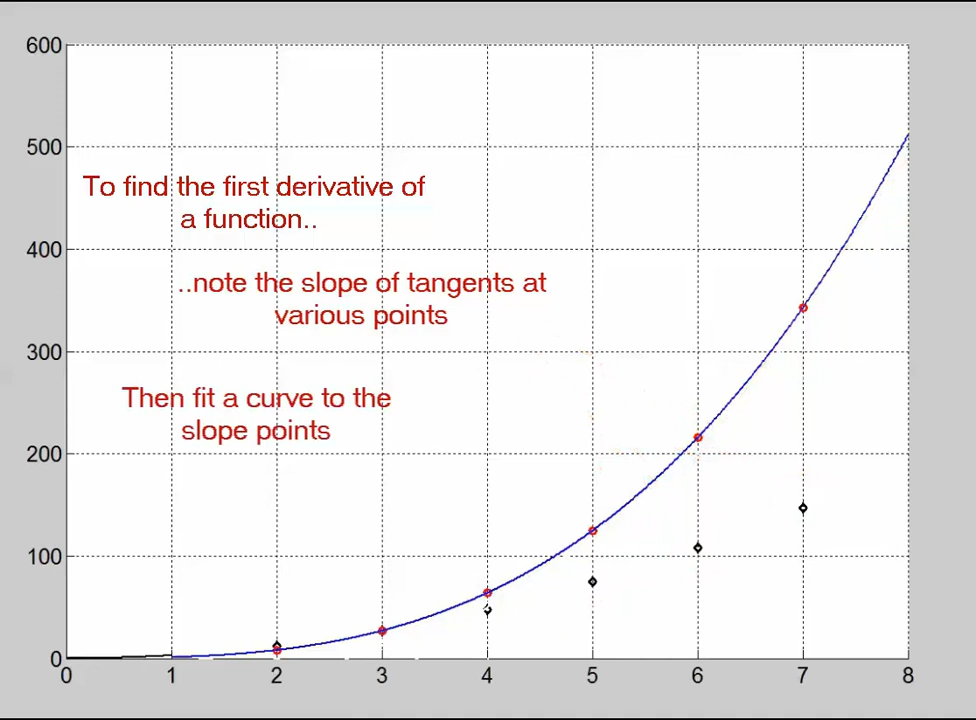 600
500
To find the first derivative of
a function..
400
..note the slope of tangents at
various points
300
Then fit a curve to the
slope points
200
100
0
0 1 2 3 4 5 6 7 8